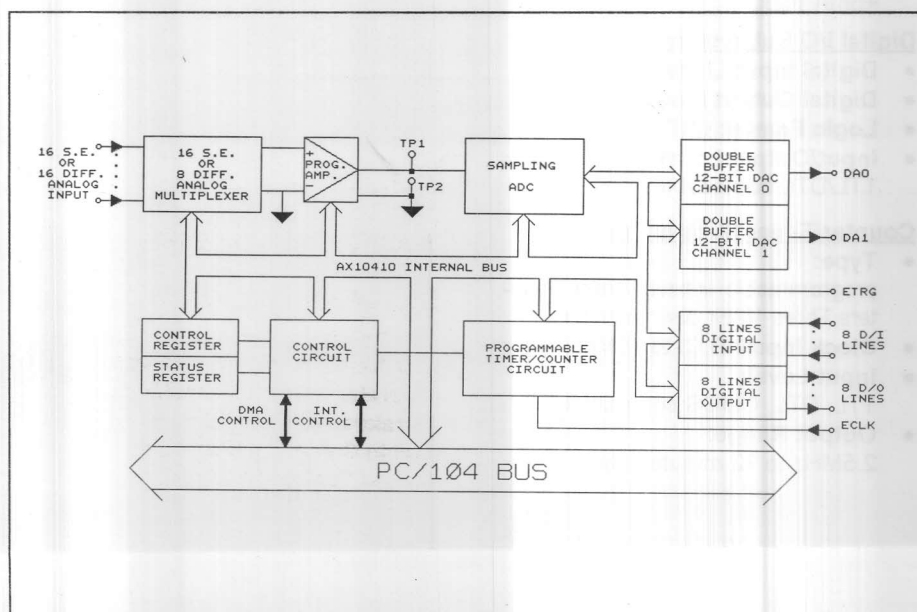 16 S.E.
OR
16 DIFF.
ANALOG
INPUT
16 S.E.
OR
8 DIFF.
ANALOG
MULTIPLEXER
+
PROG.
AMP.
-
TP1
TP2
SAMPLING
ADC
DOUBLE
BUFFER
12-BIT DAC
CHANNEL 0
DA0
DOUBLE
BUFFER
12-BIT DAC
CHANNEL 1
DA1
AX10410 INTERNAL BUS
ETRG
CONTROL
REGISTER
STATUS
REGISTER
CONTROL
CIRCUIT
PROGRAMMABLE
TIMER/COUNTER
CIRCUIT
8 LINES
DIGITAL
INPUT
8 D/I
LINES
8 LINES
DIGITAL
OUTPUT
8 D/O
LINES
ECLK
DMA
CONTROL
INT.
CONTROL
PC/104 BUS